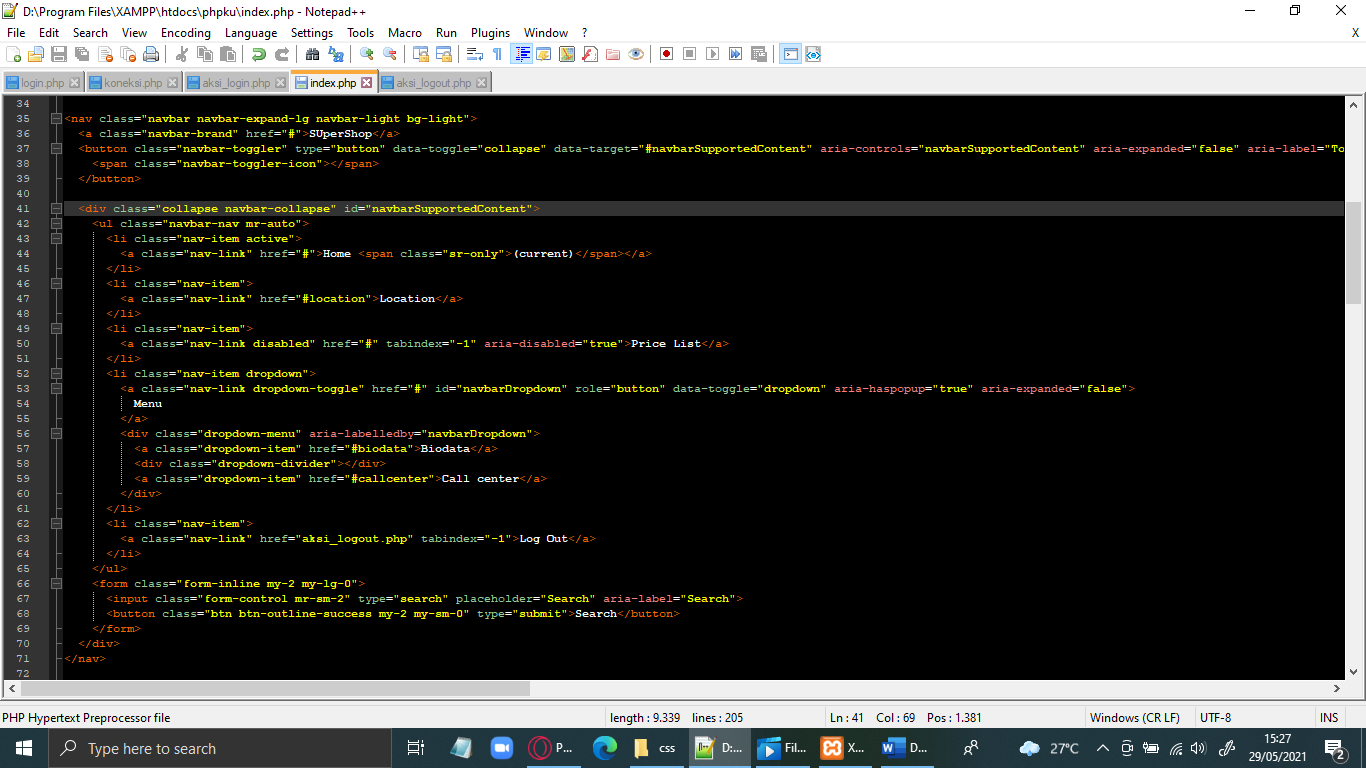 D:\Program Files\XAMPP\htdocs\phpku\index.php - Notepad++
File Edit Search View Encoding Language Settings Tools Macro Run Plugins Window ? X
login.php koneksi.php aksi_login.php index.php aksi_logout.php
34
35 <nav class="navbar navbar-expand-lg navbar-light bg-light">
36 <a class="navbar-brand" href="#">SUperShop</a>
37 <button class="navbar-toggler" type="button" data-toggle="collapse" data-target="#navbarSupportedContent" aria-controls="navbarSupportedContent" aria-expanded="false" aria-label="To
38 <span class="navbar-toggler-icon"></span>
39 </button>
40
41 <div class="collapse navbar-collapse" id="navbarSupportedContent">
42 <ul class="navbar-nav mr-auto">
43 <li class="nav-item active">
44 <a class="nav-link" href="#">Home <span class="sr-only">(current)</span></a>
45 </li>
46 <li class="nav-item">
47 <a class="nav-link" href="#location">Location</a>
48 </li>
49 <li class="nav-item">
50 <a class="nav-link disabled" href="#" tabindex="-1" aria-disabled="true">Price List</a>
51 </li>
52 <li class="nav-item dropdown">
53 <a class="nav-link dropdown-toggle" href="#" id="navbarDropdown" role="button" data-toggle="dropdown" aria-haspopup="true" aria-expanded="false">
54 Menu
55 </a>
56 <div class="dropdown-menu" aria-labelledby="navbarDropdown">
57 <a class="dropdown-item" href="#biodata">Biodata</a>
58 <div class="dropdown-divider"></div>
59 <a class="dropdown-item" href="#callcenter">Call center</a>
60 </div>
61 </li>
62 <li class="nav-item">
63 <a class="nav-link" href="aksi_logout.php" tabindex="-1">Log Out</a>
64 </li>
65 </ul>
66 <form class="form-inline my-2 my-lg-0">
67 <input class="form-control mr-sm-2" type="search" placeholder="Search" aria-label="Search">
68 <button class="btn btn-outline-success my-2 my-sm-0" type="submit">Search</button>
69 </form>
70 </div>
71 </nav>
72
PHP Hypertext Preprocessor file length : 9.339 lines : 205 Ln : 41 Col : 69 Pos : 1.381 Windows (CR LF) UTF-8 INS
Type here to search P... css D:... Fil... X... D... 27°C 15:27
29/05/2021 2